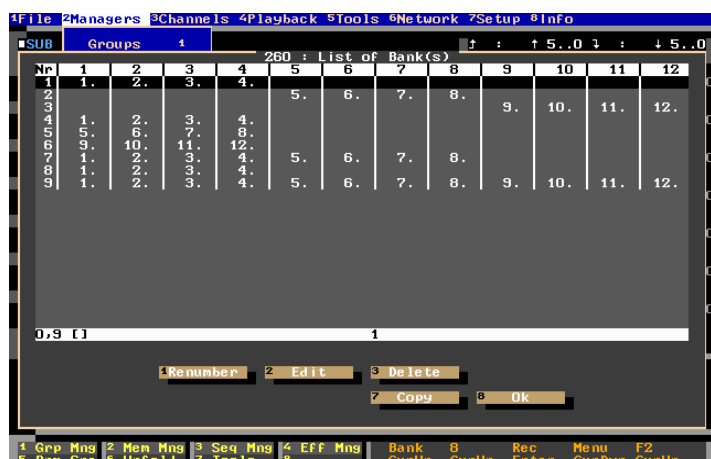 1File 2Managers 3Channels 4Playback 5Tools 6Network 7Setup 8Info
SUB Groups 1 : ↑ 5..0 : ↓ 5..0
260 : List of Bank(s)
Nr 1 2 3 4 5 6 7 8 9 10 11 12
1 1. 2. 3. 4.
2 5. 6. 7. 8.
3 9. 10. 11. 12.
4 1. 2. 3. 4.
5 5. 6. 7. 8.
6 9. 10. 11. 12.
7 1. 2. 3. 4. 5. 6. 7. 8.
8 1. 2. 3. 4.
9 1. 2. 3. 4. 5. 6. 7. 8. 9. 10. 11. 12.
0,9 [] 1
1Renumber 2 Edit 3 Delete
7 Copy 8 Ok
1 Grp Mng 2 Mem Mng 3 Seq Mng 4 Eff Mng Bank 8 Rec Menu F2